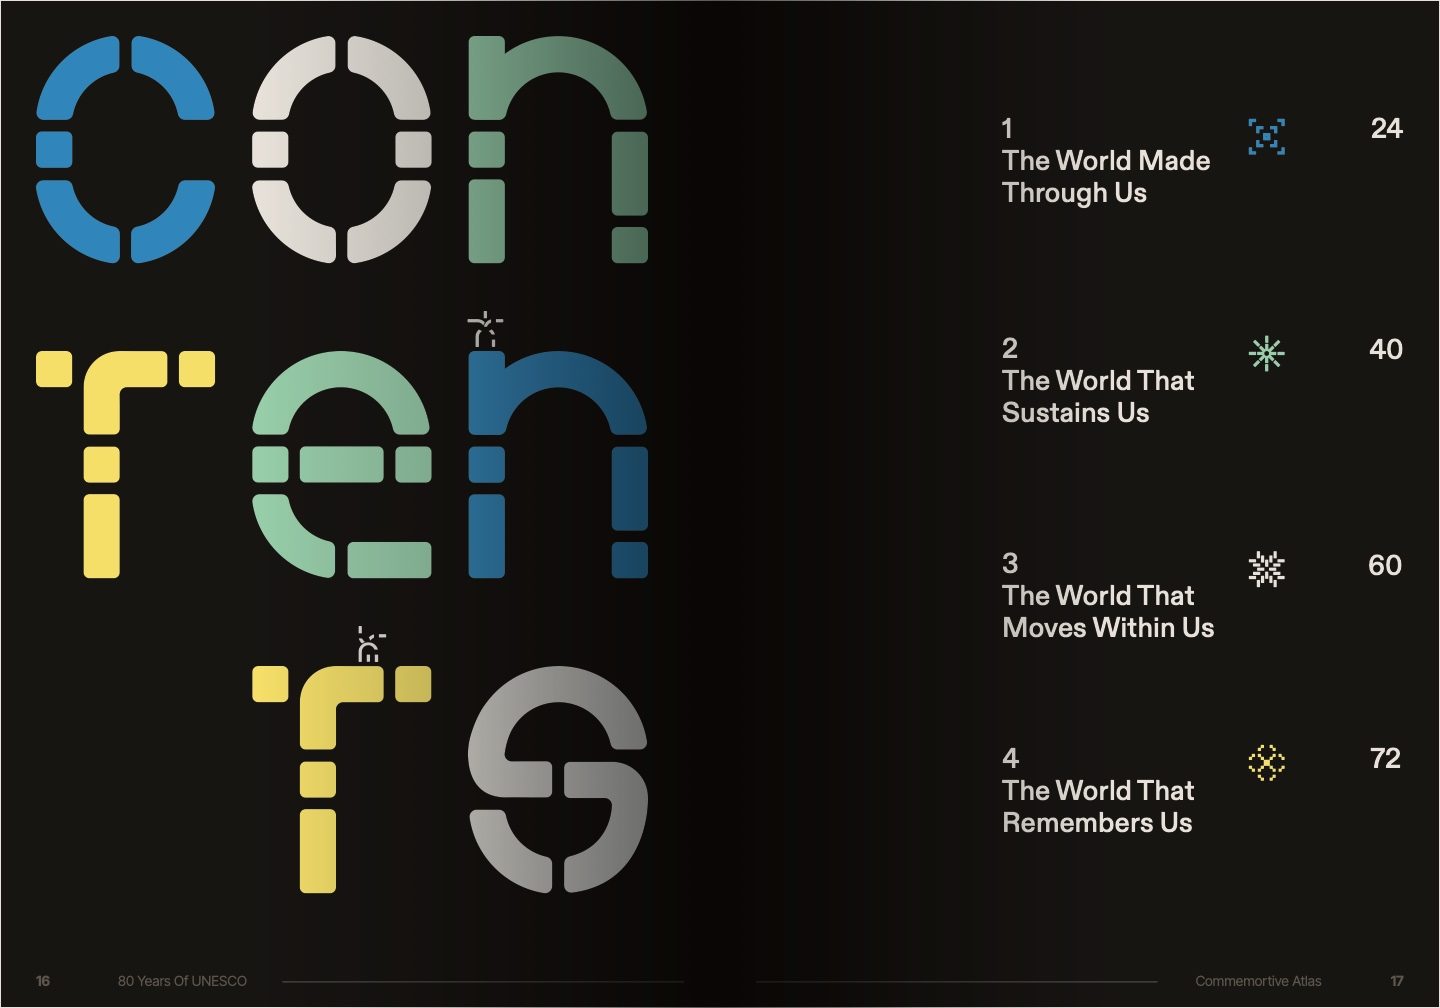 con
Ten
Ts
1
The World Made
Through Us
24
2
The World That
Sustains Us
40
3
The World That
Moves Within Us
60
4
The World That
Remembers Us
72
16 80 Years Of UNESCO
Commemortive Atlas 17